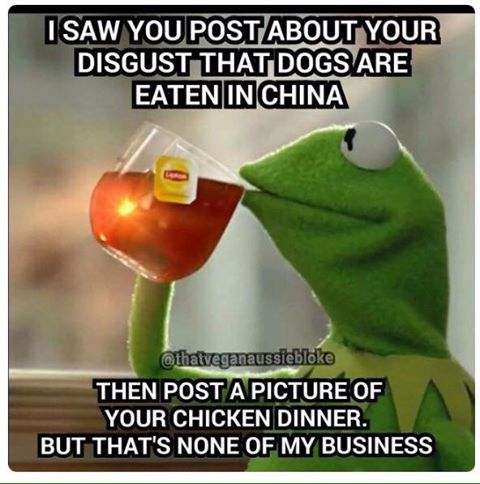 I SAW YOU POST ABOUT YOUR
DISGUST THAT DOGS ARE
EATEN IN CHINA
Lipton
@thatveganaussiebloke
THEN POST A PICTURE OF
YOUR CHICKEN DINNER.
BUT THAT'S NONE OF MY BUSINESS